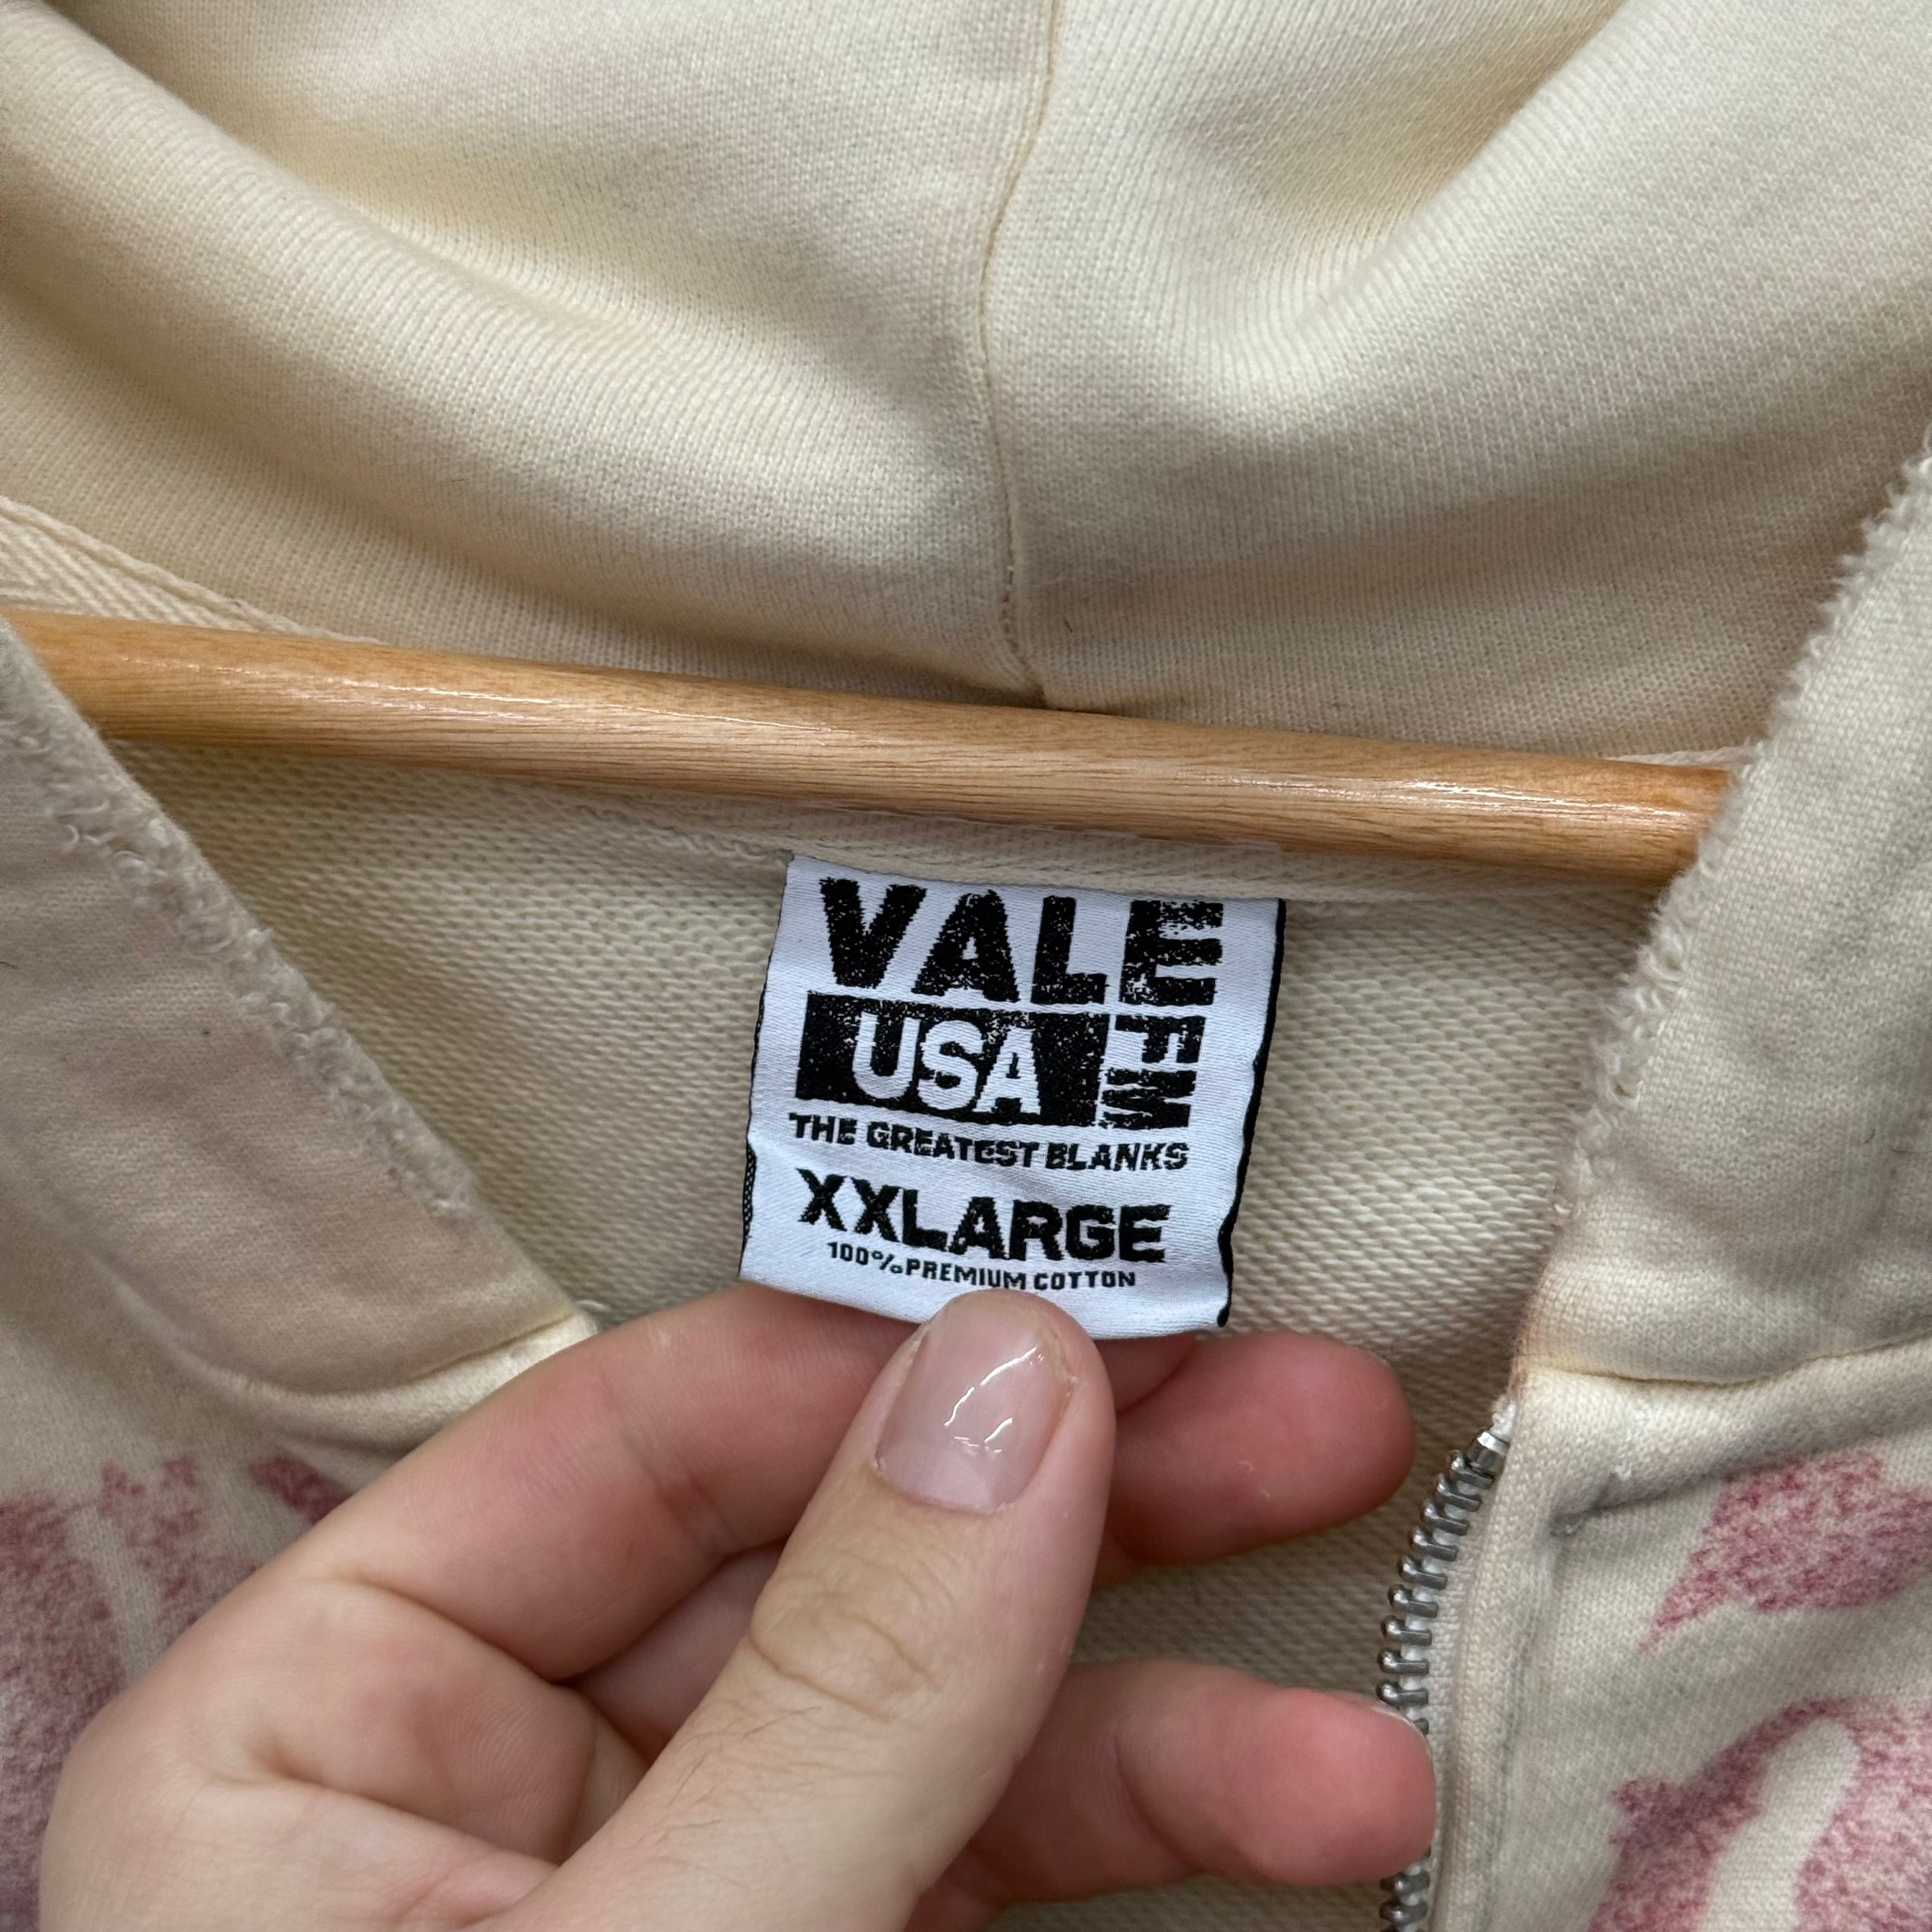 VALE
USA FM
THE GREATEST BLANKS
XXLARGE
100% PREMIUM COTTON